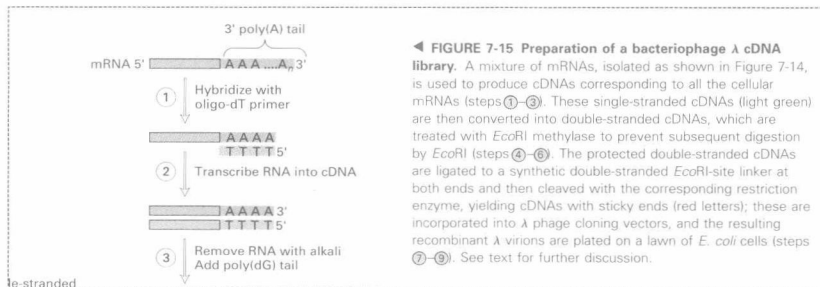 3' poly(A) tail
mRNA 5' A A A ....Aₙ 3'
1 Hybridize with
oligo-dT primer
A A A A
T T T T 5'
2 Transcribe RNA into cDNA
A A A A 3'
T T T T 5'
3 Remove RNA with alkali
Add poly(dG) tail
le-stranded
◀ FIGURE 7-15 Preparation of a bacteriophage λ cDNA
library. A mixture of mRNAs, isolated as shown in Figure 7-14,
is used to produce cDNAs corresponding to all the cellular
mRNAs (steps ①–③). These single-stranded cDNAs (light green)
are then converted into double-stranded cDNAs, which are
treated with EcoRI methylase to prevent subsequent digestion
by EcoRI (steps ④–⑥). The protected double-stranded cDNAs
are ligated to a synthetic double-stranded EcoRI-site linker at
both ends and then cleaved with the corresponding restriction
enzyme, yielding cDNAs with sticky ends (red letters); these are
incorporated into λ phage cloning vectors, and the resulting
recombinant λ virions are plated on a lawn of E. coli cells (steps
⑦–⑨). See text for further discussion.